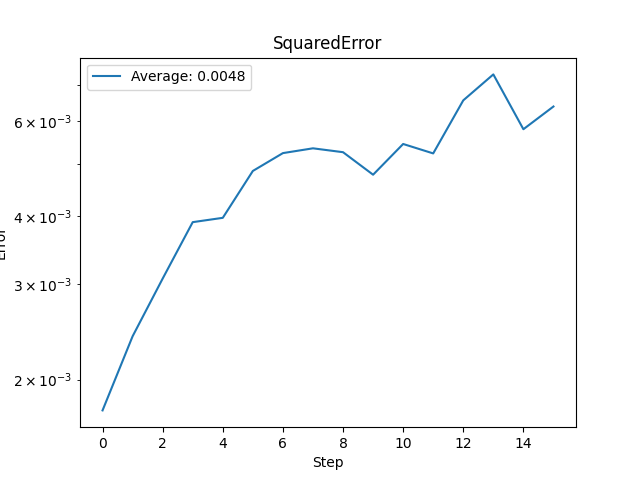 SquaredError
Average: 0.0048
6 × 10⁻³
4 × 10⁻³
3 × 10⁻³
2 × 10⁻³
Error
0 2 4 6 8 10 12 14
Step